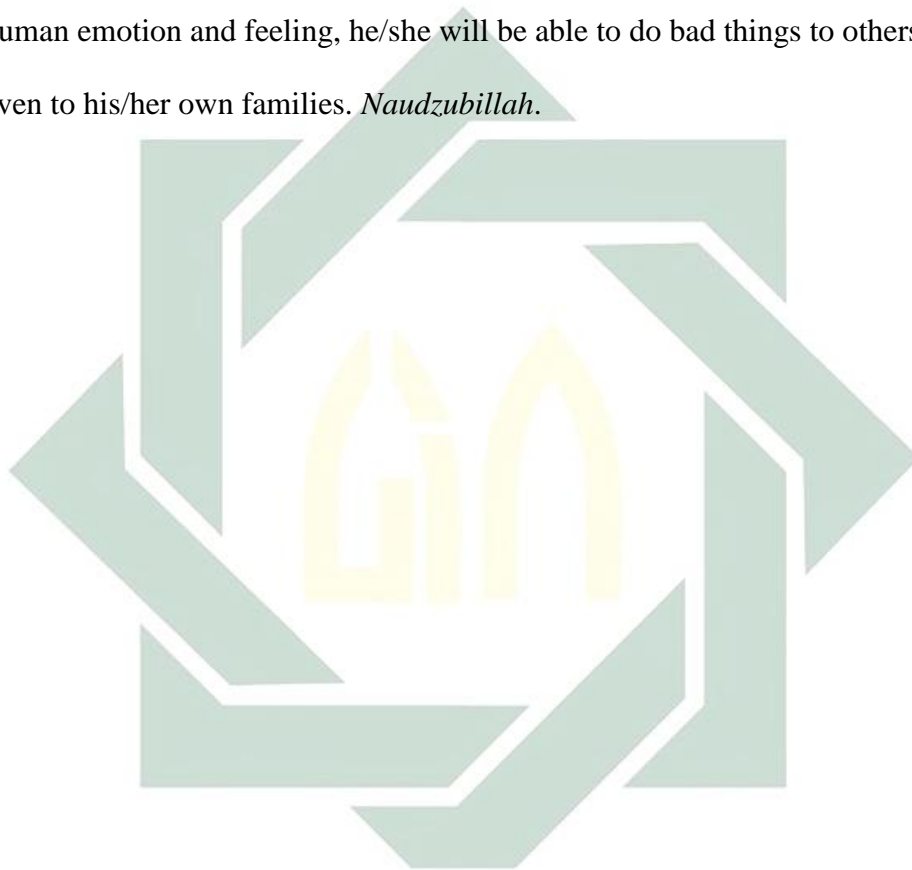 uman emotion and feeling, he/she will be able to do bad things to others
ven to his/her own families. Naudzubillah.